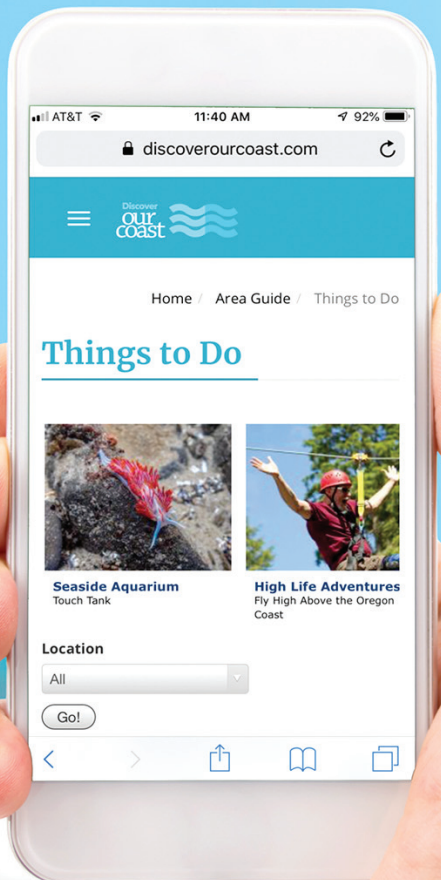 AT&T 11:40 AM 92%
discoverourcoast.com
Discover
our
coast
Home / Area Guide / Things to Do
Things to Do
Seaside Aquarium
Touch Tank
High Life Adventures
Fly High Above the Oregon
Coast
Location
All
Go!